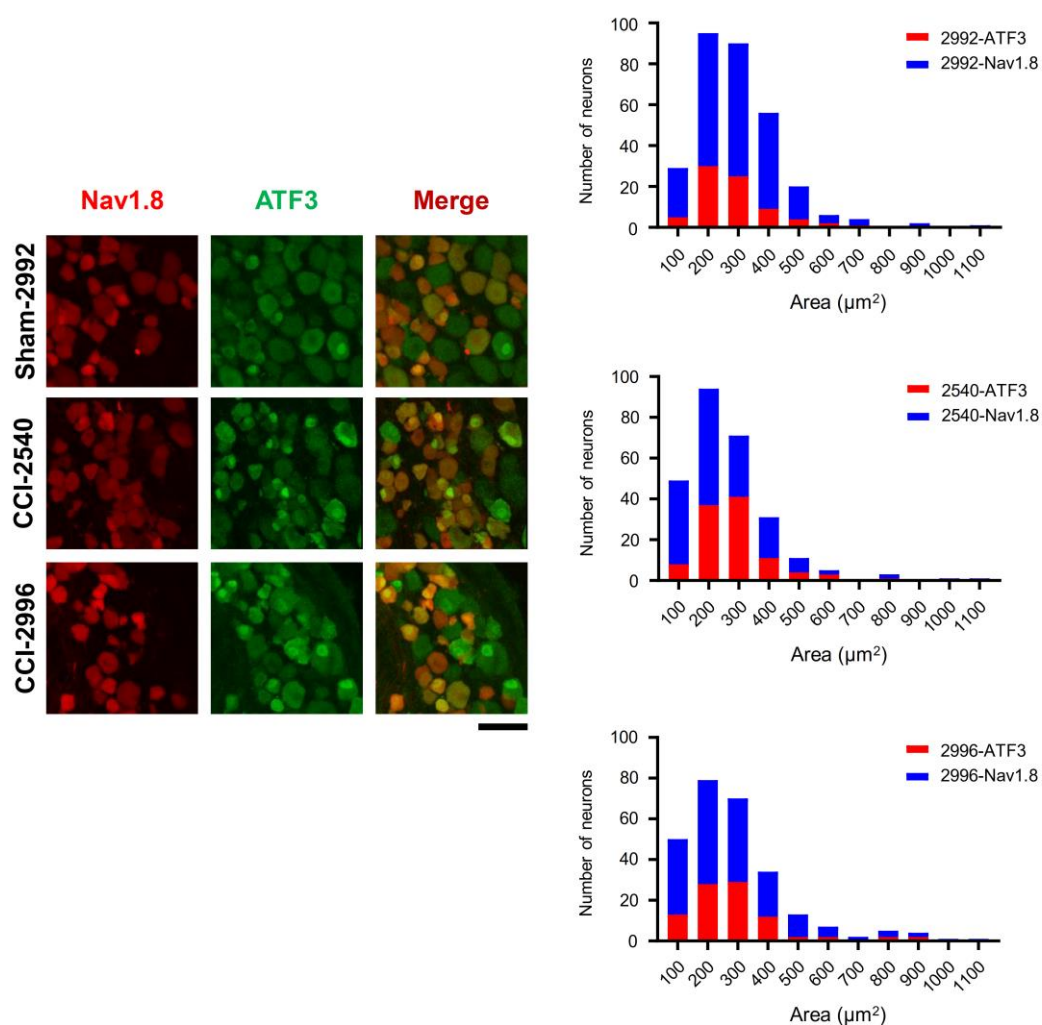 Nav1.8 ATF3 Merge
Sham-2992
CCI-2540
CCI-2996
100
80
60
40
20
0
Number of neurons
2992-ATF3
2992-Nav1.8
100 200 300 400 500 600 700 800 900 1000 1100
Area (µm²)
100
80
60
40
20
0
Number of neurons
2540-ATF3
2540-Nav1.8
100 200 300 400 500 600 700 800 900 1000 1100
Area (µm²)
100
80
60
40
20
0
Number of neurons
2996-ATF3
2996-Nav1.8
100 200 300 400 500 600 700 800 900 1000 1100
Area (µm²)